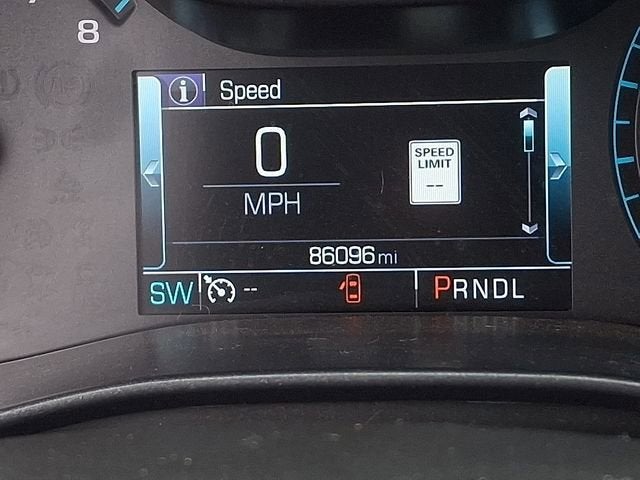 8
i Speed
0
MPH
SPEED
LIMIT
--
86096 mi
SW -- PRNDL